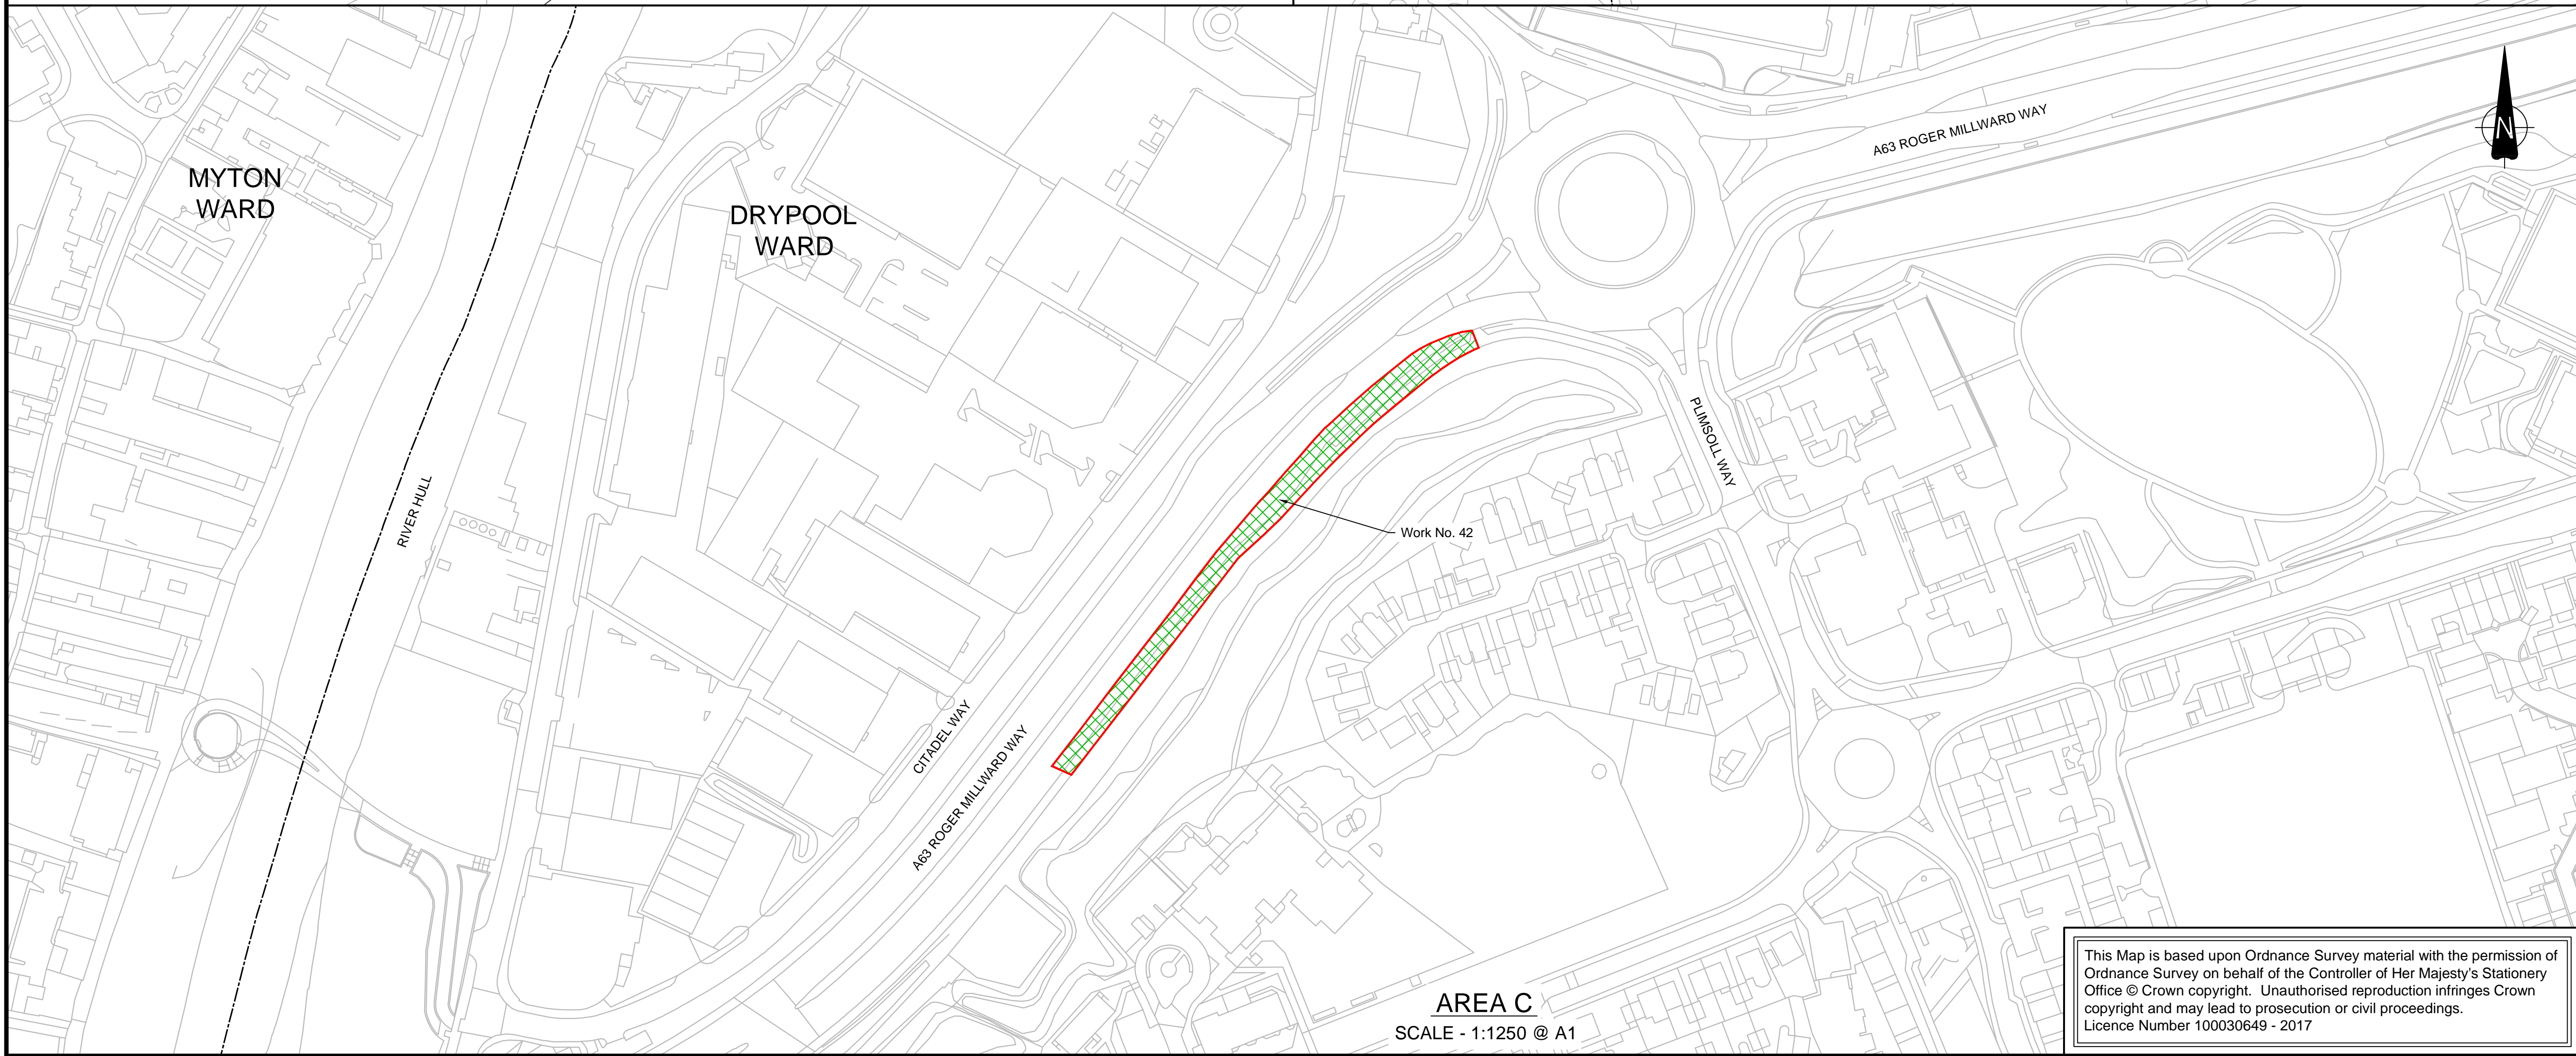 MYTON
WARD
DRYPOOL
WARD
A63 ROGER MILLWARD WAY
N
PLIMSOLL WAY
RIVER HULL
Work No. 42
CITADEL WAY
A63 ROGER MILLWARD WAY
AREA C
SCALE - 1:1250 @ A1
This Map is based upon Ordnance Survey material with the permission of
Ordnance Survey on behalf of the Controller of Her Majesty's Stationery
Office © Crown copyright. Unauthorised reproduction infringes Crown
copyright and may lead to prosecution or civil proceedings.
Licence Number 100030649 - 2017